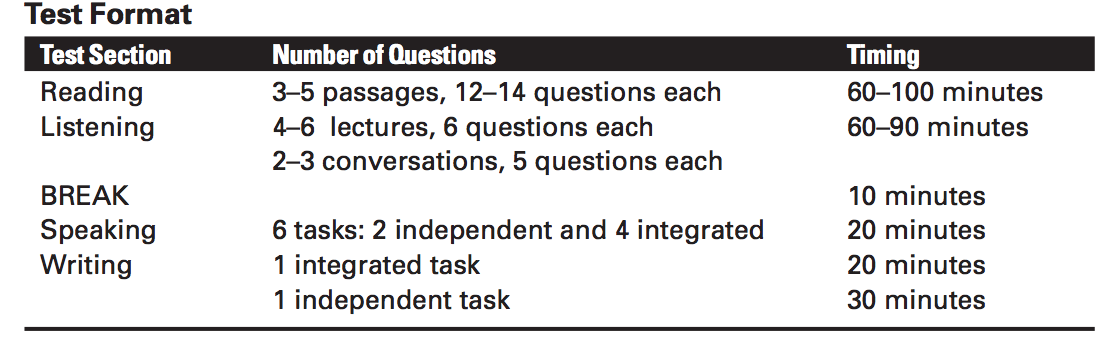 Test Format
Test Section Number of Questions Timing
Reading 3–5 passages, 12–14 questions each 60–100 minutes
Listening 4–6 lectures, 6 questions each 60–90 minutes
2–3 conversations, 5 questions each
BREAK 10 minutes
Speaking 6 tasks: 2 independent and 4 integrated 20 minutes
Writing 1 integrated task 20 minutes
1 independent task 30 minutes